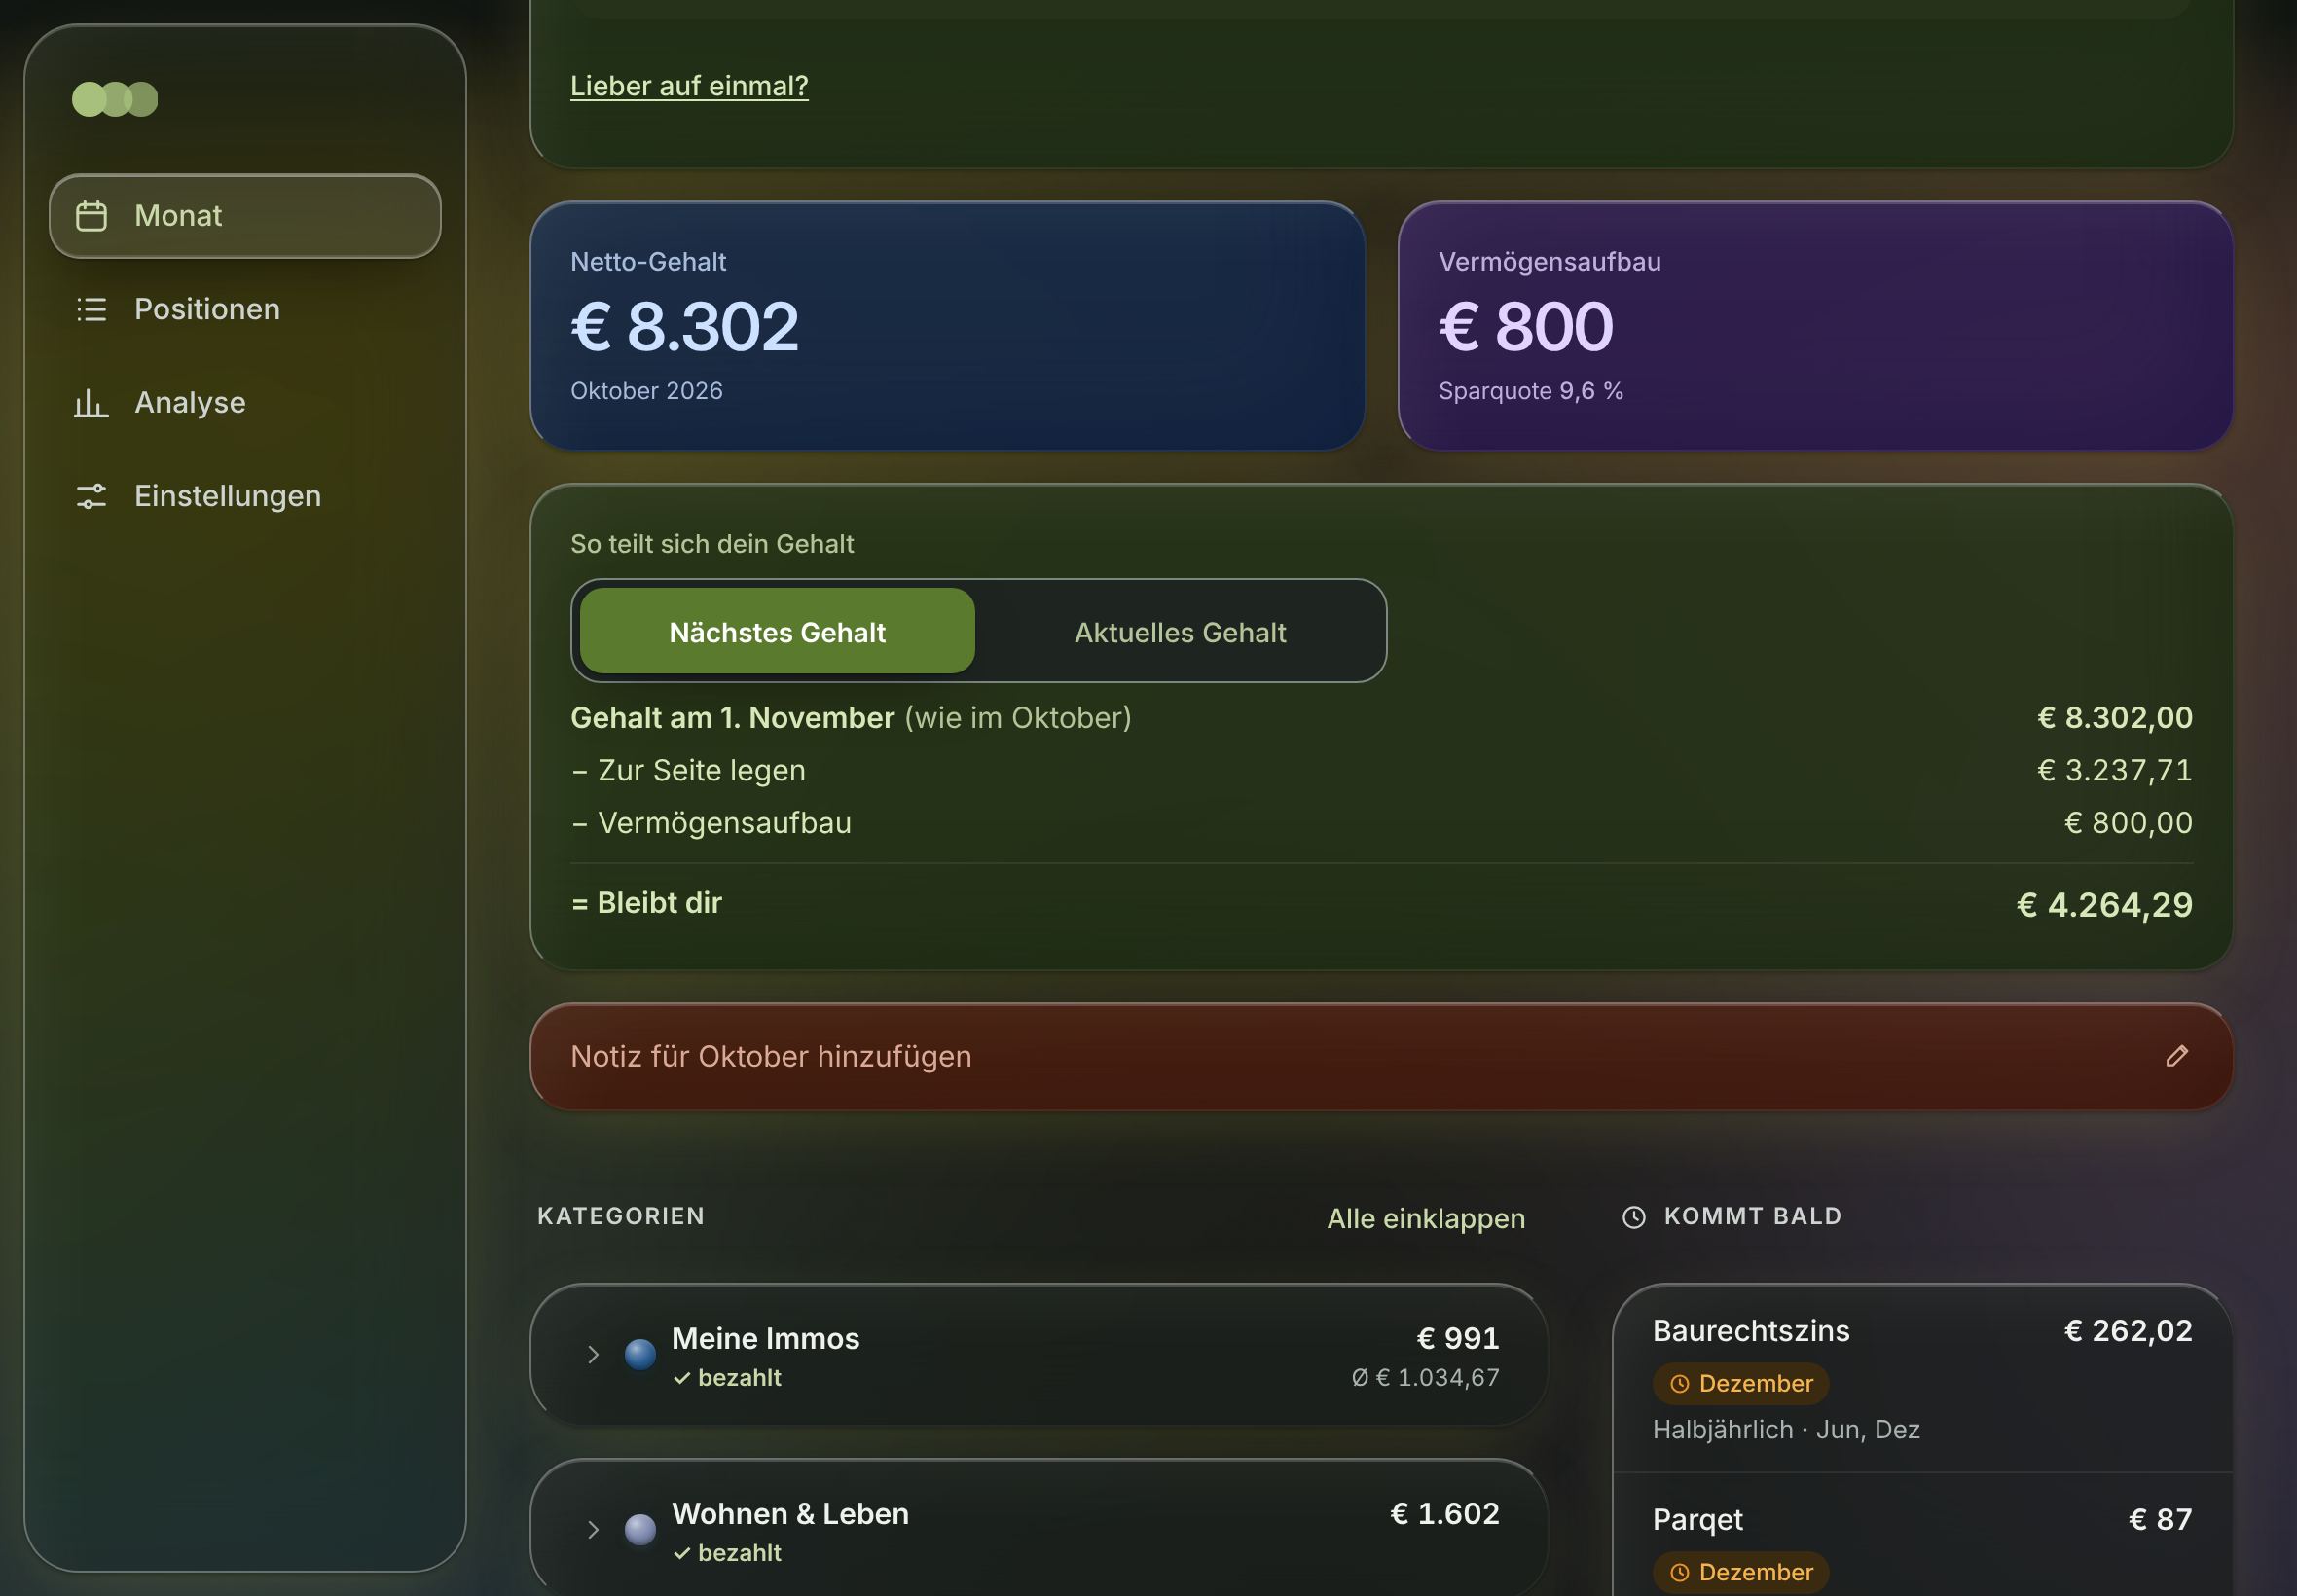 Lieber auf einmal?
Monat
Positionen
Analyse
Einstellungen
Netto-Gehalt
€ 8.302
Oktober 2026
Vermögensaufbau
€ 800
Sparquote 9,6 %
So teilt sich dein Gehalt
Nächstes Gehalt
Aktuelles Gehalt
Gehalt am 1. November (wie im Oktober) € 8.302,00
− Zur Seite legen € 3.237,71
− Vermögensaufbau € 800,00
= Bleibt dir € 4.264,29
Notiz für Oktober hinzufügen
KATEGORIEN
Alle einklappen
Meine Immos € 991
✓ bezahlt Ø € 1.034,67
Wohnen & Leben € 1.602
✓ bezahlt
KOMMT BALD
Baurechtszins € 262,02
Dezember
Halbjährlich · Jun, Dez
Parqet € 87
Dezember